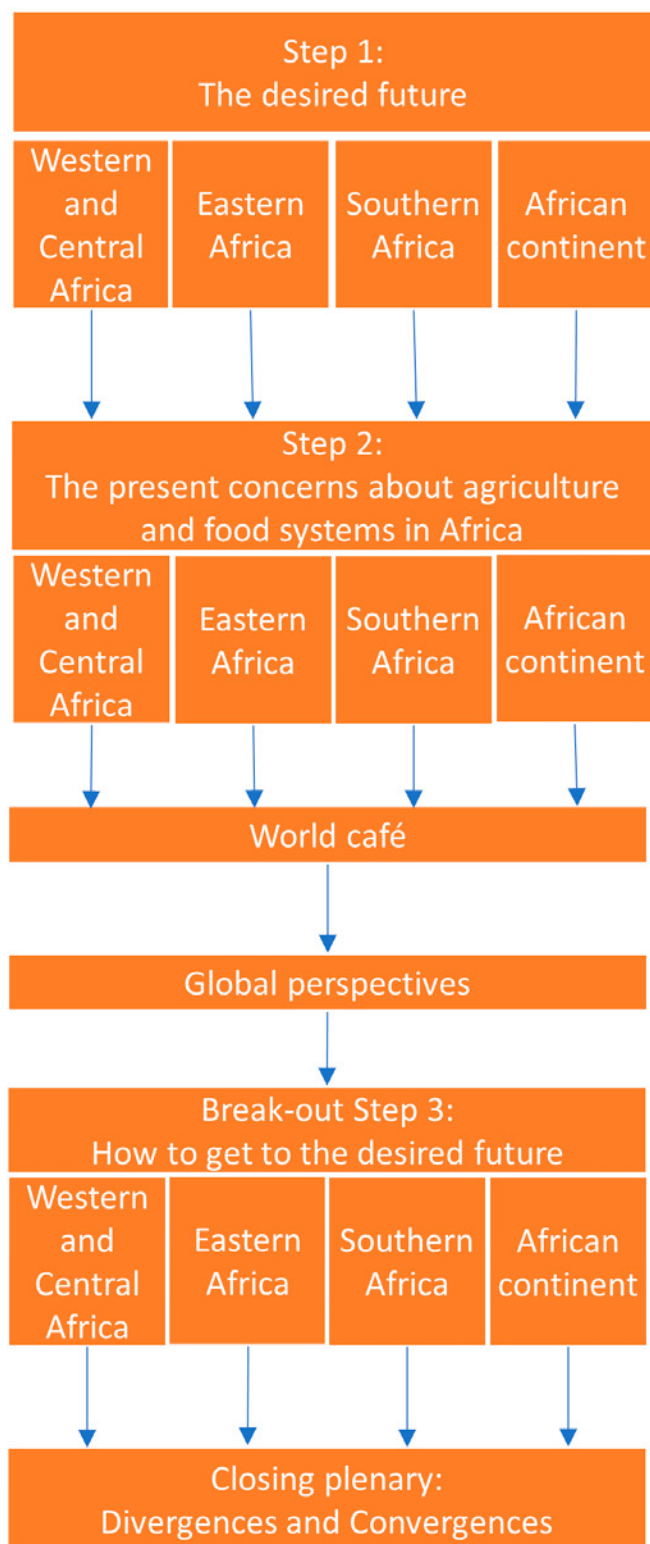 Step 1:
The desired future
Western
and
Central
Africa
Eastern
Africa
Southern
Africa
African
continent
Step 2:
The present concerns about agriculture
and food systems in Africa
Western
and
Central
Africa
Eastern
Africa
Southern
Africa
African
continent
World café
Global perspectives
Break-out Step 3:
How to get to the desired future
Western
and
Central
Africa
Eastern
Africa
Southern
Africa
African
continent
Closing plenary:
Divergences and Convergences